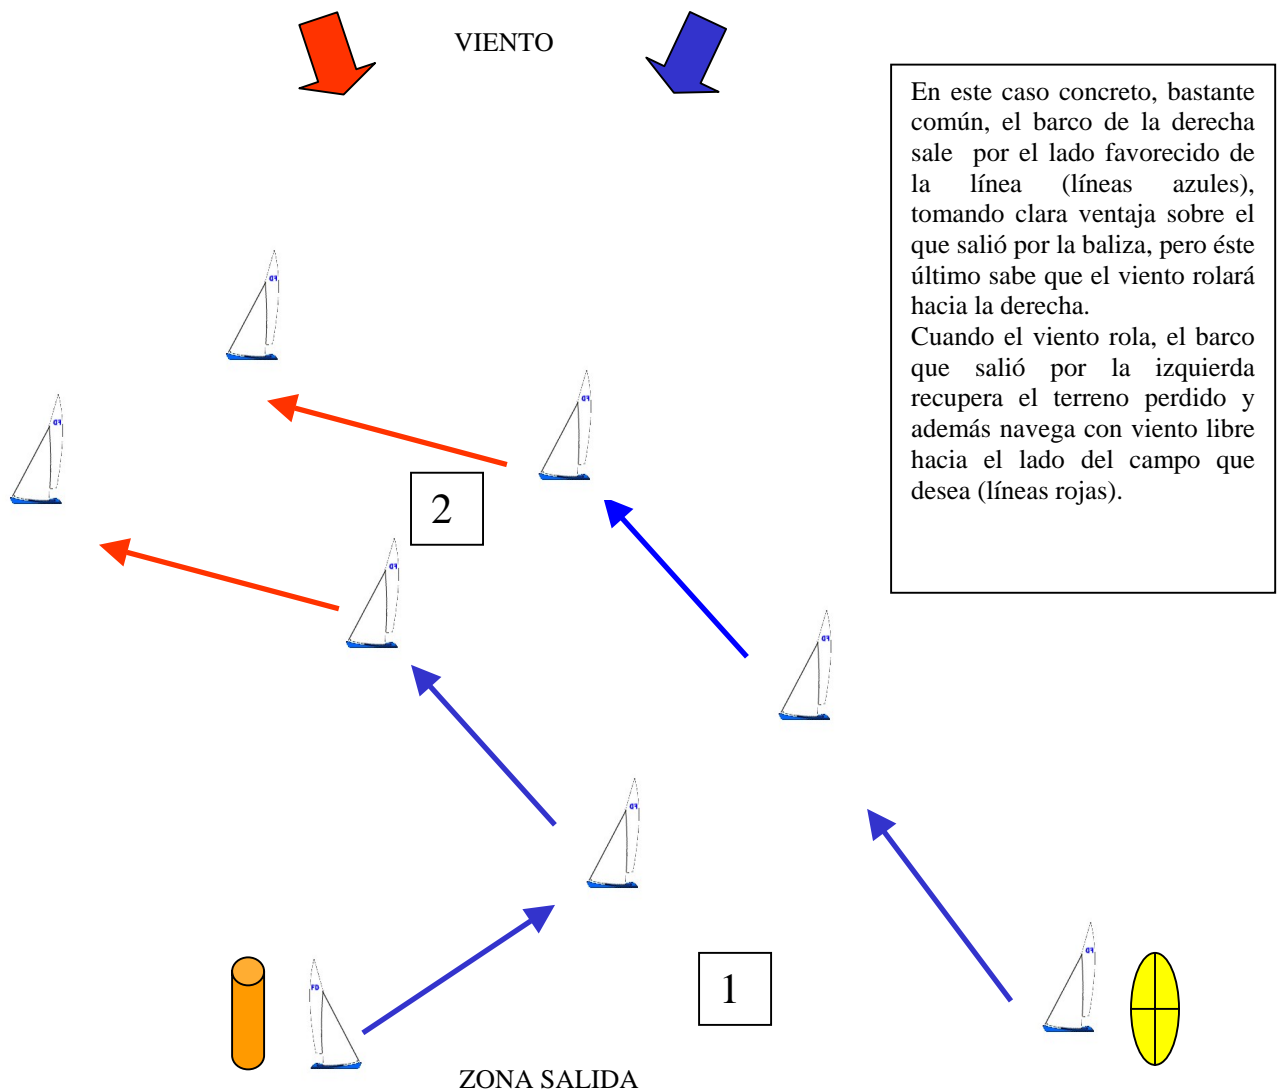 VIENTO
En este caso concreto, bastante
común, el barco de la derecha
sale por el lado favorecido de
la línea (líneas azules),
tomando clara ventaja sobre el
que salió por la baliza, pero éste
último sabe que el viento rolará
hacia la derecha.
Cuando el viento rola, el barco
que salió por la izquierda
recupera el terreno perdido y
además navega con viento libre
hacia el lado del campo que
desea (líneas rojas).
2
1
ZONA SALIDA